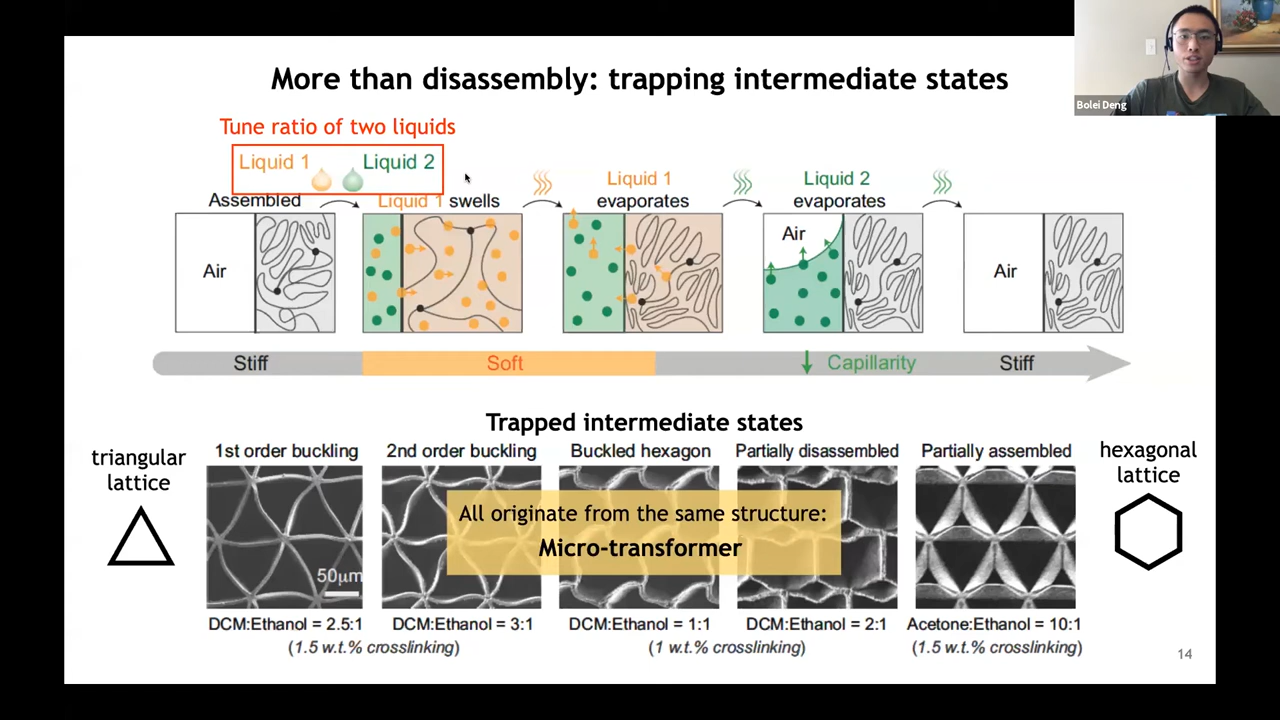 More than disassembly: trapping intermediate states
Bolei Deng
Tune ratio of two liquids
Liquid 1
Liquid 2
Assembled
Liquid 1 swells
Liquid 1
evaporates
Liquid 2
evaporates
Air
Air
Air
Stiff
Soft
Capillarity
Stiff
Trapped intermediate states
triangular
lattice
1st order buckling
2nd order buckling
Buckled hexagon
Partially disassembled
Partially assembled
hexagonal
lattice
All originate from the same structure:
Micro-transformer
50μm
DCM:Ethanol = 2.5:1
DCM:Ethanol = 3:1
DCM:Ethanol = 1:1
DCM:Ethanol = 2:1
Acetone:Ethanol = 10:1
(1.5 w.t.% crosslinking)
(1 w.t.% crosslinking)
(1.5 w.t.% crosslinking)
14